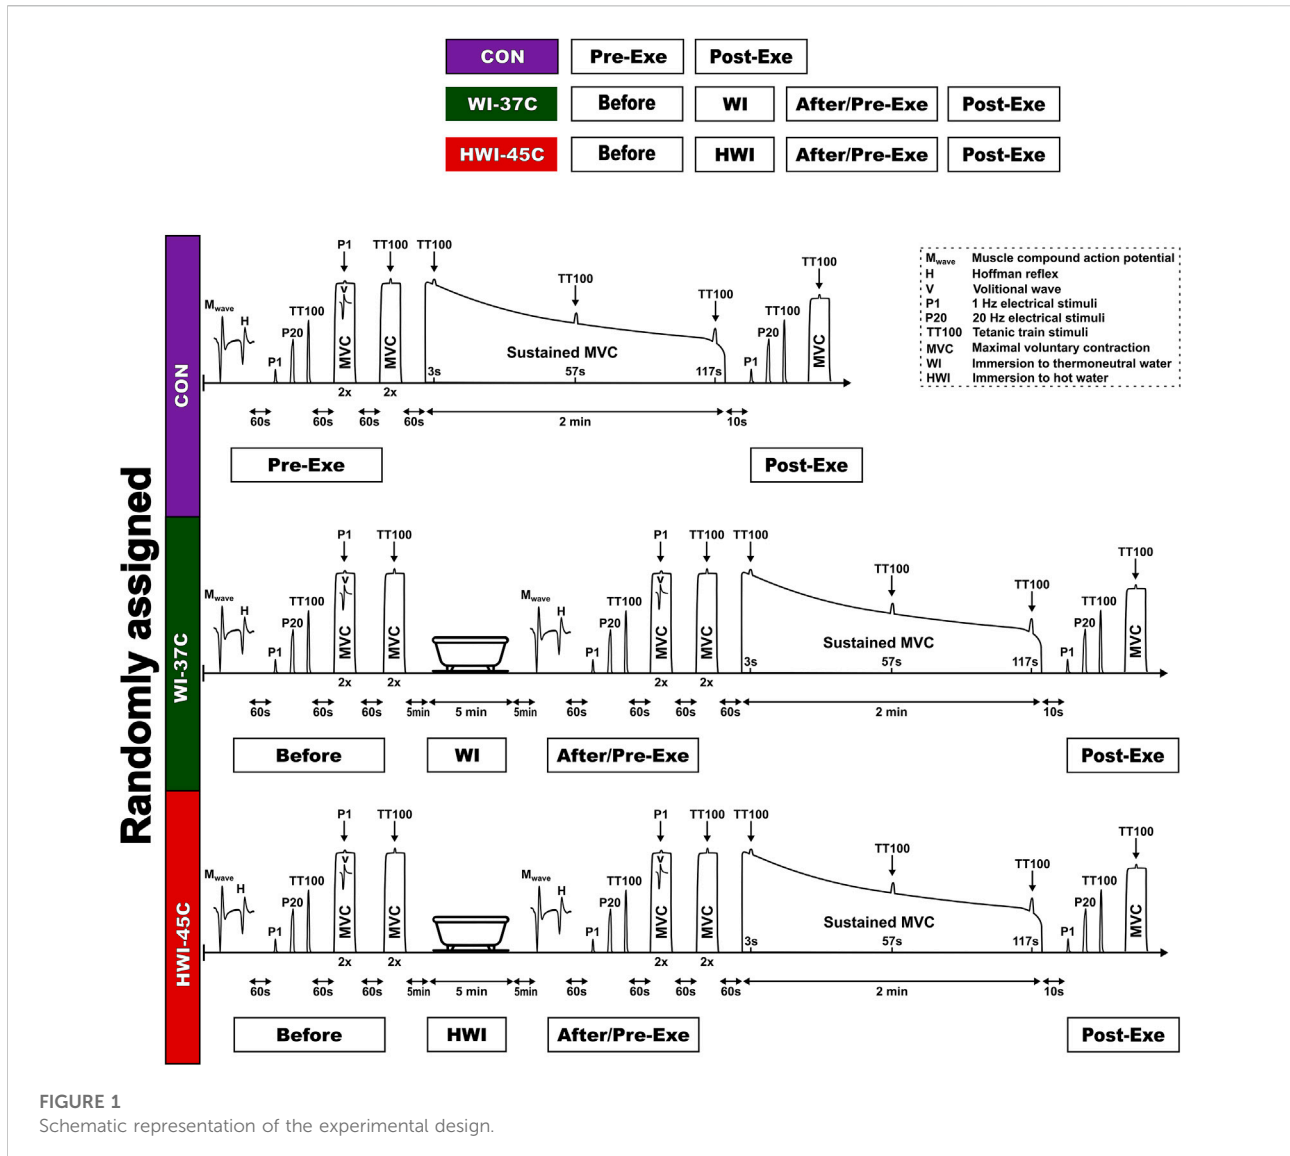 CON Pre-Exe Post-Exe
WI-37C Before WI After/Pre-Exe Post-Exe
HWI-45C Before HWI After/Pre-Exe Post-Exe
Mwave Muscle compound action potential
H Hoffman reflex
V Volitional wave
P1 1 Hz electrical stimuli
P20 20 Hz electrical stimuli
TT100 Tetanic train stimuli
MVC Maximal voluntary contraction
WI Immersion to thermoneutral water
HWI Immersion to hot water
Randomly assigned
CON
P1 TT100 TT100 TT100 TT100 TT100
Mwave H P1 P20 TT100 V MVC MVC Sustained MVC P1 P20 TT100 MVC
3s 57s 117s
2x 2x
60s 60s 60s 60s 2 min 10s
Pre-Exe Post-Exe
WI-37C
P1 TT100 P1 TT100 TT100 TT100 TT100 TT100
Mwave H P1 P20 TT100 V MVC MVC Mwave H P1 P20 TT100 V MVC MVC Sustained MVC P1 P20 TT100 MVC
3s 57s 117s
2x 2x 2x 2x
60s 60s 60s 5min 5 min 5min 60s 60s 60s 60s 2 min 10s
Before WI After/Pre-Exe Post-Exe
HWI-45C
P1 TT100 P1 TT100 TT100 TT100 TT100 TT100
Mwave H P1 P20 TT100 V MVC MVC Mwave H P1 P20 TT100 V MVC MVC Sustained MVC P1 P20 TT100 MVC
3s 57s 117s
2x 2x 2x 2x
60s 60s 60s 5min 5 min 5min 60s 60s 60s 60s 2 min 10s
Before HWI After/Pre-Exe Post-Exe
FIGURE 1
Schematic representation of the experimental design.